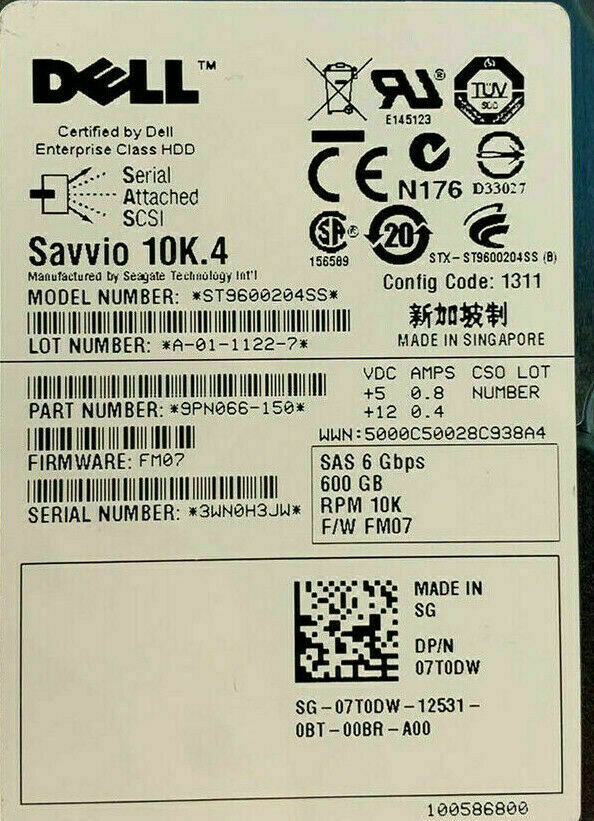 DELL™
Certified by Dell
Enterprise Class HDD
Serial
Attached
SCSI
Savvio 10K.4
Manufactured by Seagate Technology Int'l
E145123
TÜV
SÜD
CE
N176
D33027
SA®
156589
20
STX-ST9600204SS (B)
Config Code: 1311
新加坡制
MADE IN SINGAPORE
MODEL NUMBER: *ST9600204SS*
LOT NUMBER: *A-01-1122-7*
PART NUMBER: *9PN066-150*
FIRMWARE: FM07
SERIAL NUMBER: *3WN0H3JW*
VDC AMPS CSO LOT
+5 0.8 NUMBER
+12 0.4
WWN:5000C50028C938A4
SAS 6 Gbps
600 GB
RPM 10K
F/W FM07
MADE IN
SG
DP/N
07T0DW
SG-07T0DW-12531-
0BT-00BR-A00
100586800